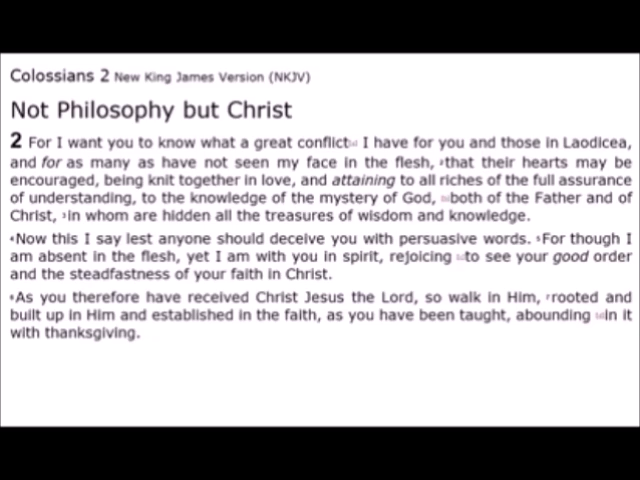 Colossians 2 New King James Version (NKJV)
Not Philosophy but Christ
2 For I want you to know what a great conflict I have for you and those in Laodicea,
and for as many as have not seen my face in the flesh, that their hearts may be
encouraged, being knit together in love, and attaining to all riches of the full assurance
of understanding, to the knowledge of the mystery of God, both of the Father and of
Christ, in whom are hidden all the treasures of wisdom and knowledge.
Now this I say lest anyone should deceive you with persuasive words. For though I
am absent in the flesh, yet I am with you in spirit, rejoicing to see your good order
and the steadfastness of your faith in Christ.
As you therefore have received Christ Jesus the Lord, so walk in Him, rooted and
built up in Him and established in the faith, as you have been taught, abounding in it
with thanksgiving.